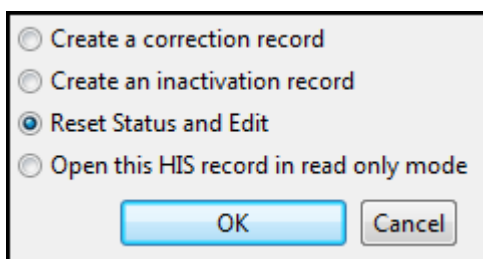 Create a correction record
Create an inactivation record
Reset Status and Edit
Open this HIS record in read only mode
OK Cancel